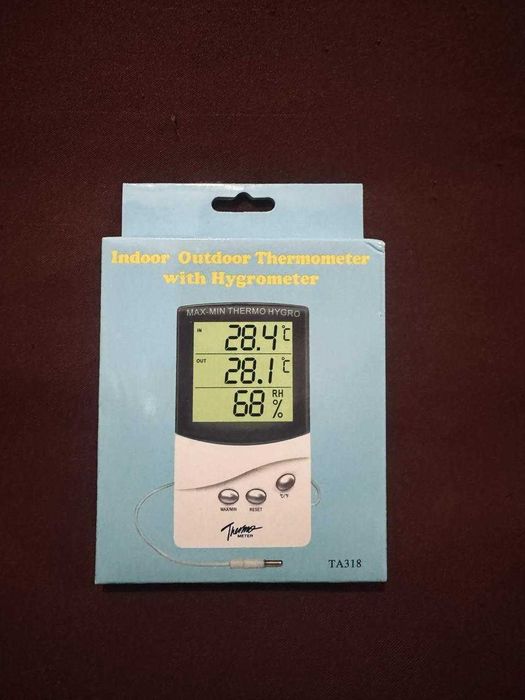 Indoor Outdoor Thermometer
with Hygrometer
MAX-MIN THERMO HYGRO
IN 28.4 °C
OUT 28.1 °C
68 RH %
MAX/MIN RESET °C/°F
Thermo
METER
TA318